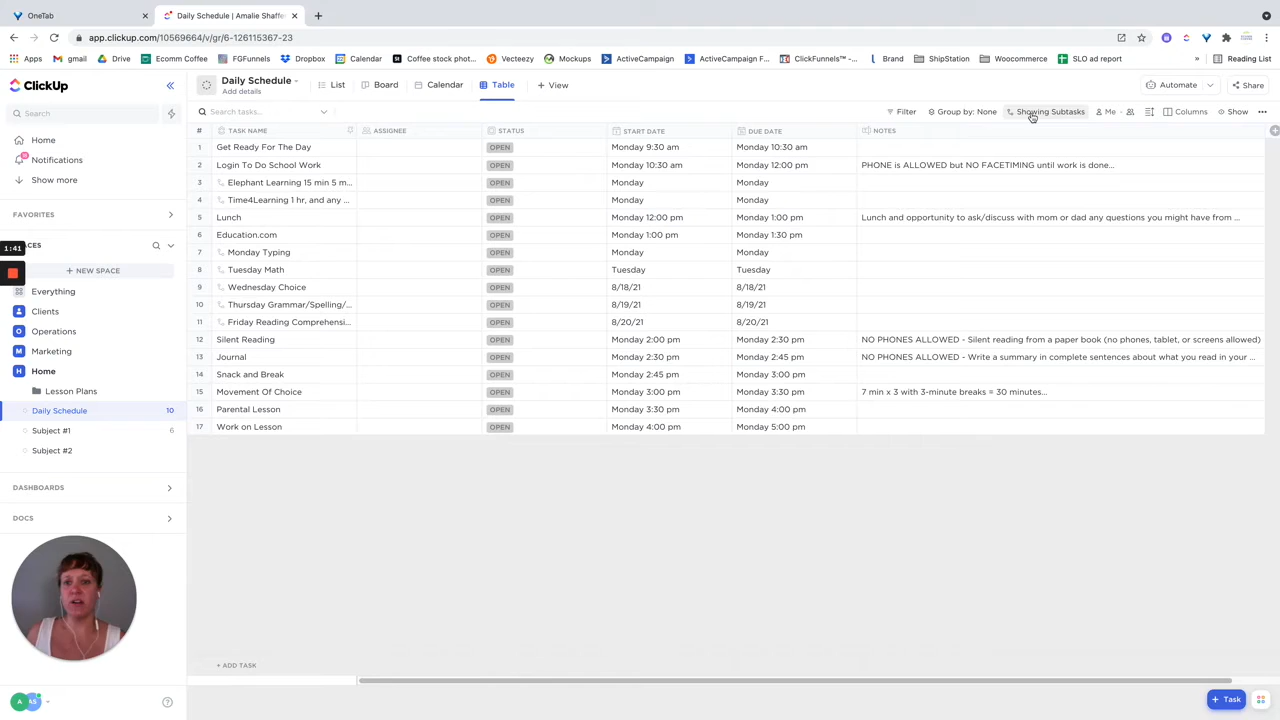 OneTab
Daily Schedule | Amalie Shaffe
app.clickup.com/10569664/v/gr/6-126115367-23
Apps gmail Drive Ecomm Coffee FGFunnels Dropbox Calendar Coffee stock phot... Vecteezy Mockups ActiveCampaign ActiveCampaign F... ClickFunnels™ -... Brand ShipStation Woocommerce SLO ad report » Reading List
ClickUp
Search
Home
Notifications
Show more
FAVORITES
1:41
ACES
+ NEW SPACE
Everything
Clients
Operations
Marketing
H Home
Lesson Plans
Daily Schedule 10
Subject #1 6
Subject #2
DASHBOARDS
DOCS
A AS
Daily Schedule
Add details
List Board Calendar Table + View
Automate Share
Search tasks...
Filter Group by: None Showing Subtasks Me Columns Show
# TASK NAME ASSIGNEE STATUS START DATE DUE DATE NOTES
1 Get Ready For The Day OPEN Monday 9:30 am Monday 10:30 am
2 Login To Do School Work OPEN Monday 10:30 am Monday 12:00 pm PHONE is ALLOWED but NO FACETIMING until work is done...
3 Elephant Learning 15 min 5 m... OPEN Monday Monday
4 Time4Learning 1 hr, and any ... OPEN Monday Monday
5 Lunch OPEN Monday 12:00 pm Monday 1:00 pm Lunch and opportunity to ask/discuss with mom or dad any questions you might have from ...
6 Education.com OPEN Monday 1:00 pm Monday 1:30 pm
7 Monday Typing OPEN Monday Monday
8 Tuesday Math OPEN Tuesday Tuesday
9 Wednesday Choice OPEN 8/18/21 8/18/21
10 Thursday Grammar/Spelling/... OPEN 8/19/21 8/19/21
11 Friday Reading Comprehensi... OPEN 8/20/21 8/20/21
12 Silent Reading OPEN Monday 2:00 pm Monday 2:30 pm NO PHONES ALLOWED - Silent reading from a paper book (no phones, tablet, or screens allowed)
13 Journal OPEN Monday 2:30 pm Monday 2:45 pm NO PHONES ALLOWED - Write a summary in complete sentences about what you read in your ...
14 Snack and Break OPEN Monday 2:45 pm Monday 3:00 pm
15 Movement Of Choice OPEN Monday 3:00 pm Monday 3:30 pm 7 min x 3 with 3-minute breaks = 30 minutes...
16 Parental Lesson OPEN Monday 3:30 pm Monday 4:00 pm
17 Work on Lesson OPEN Monday 4:00 pm Monday 5:00 pm
+ ADD TASK
+ Task